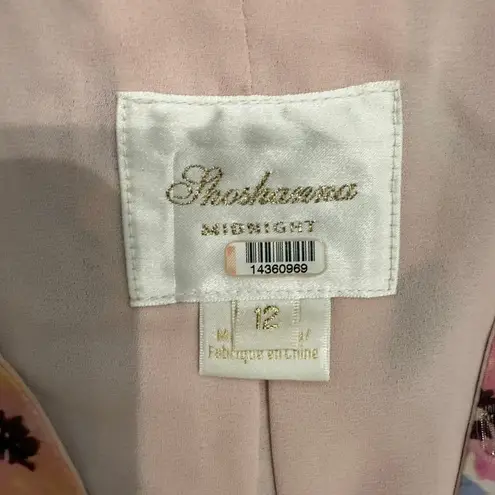 Shoshanna
MIDNIGHT
14360969
12
Fabriqué en Chine